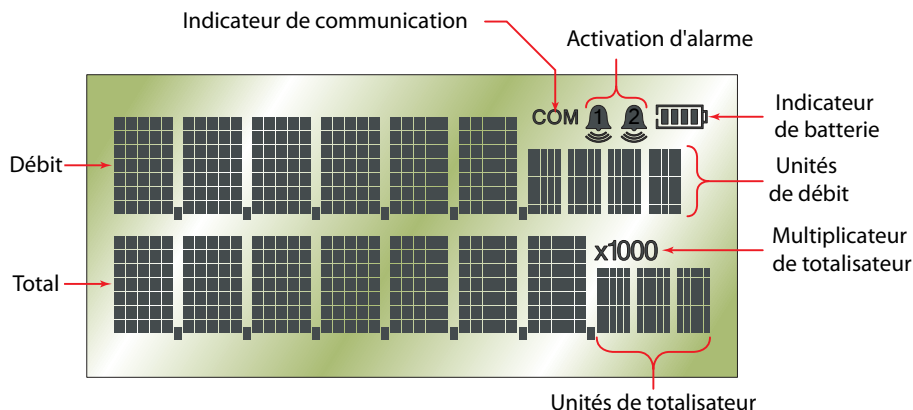 Indicateur de communication
Activation d'alarme
COM 1 2
Indicateur
de batterie
Débit
Unités
de débit
x1000
Multiplicateur
de totalisateur
Total
Unités de totalisateur